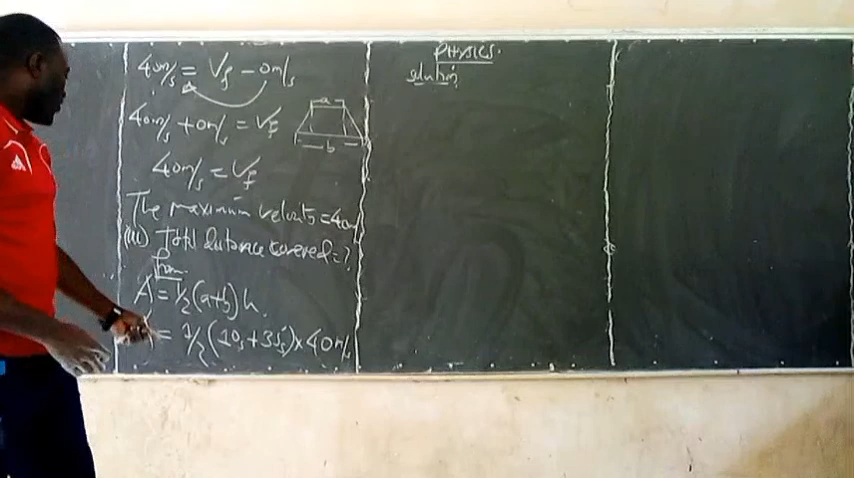 40m/s = Vf - 0m/s
40m/s + 0m/s = Vf
a
b
40m/s = Vf
The maximum velocity = 40m
(iii) Total distance covered = ?
from
A = 1/2 (a+b) h.
= 1/2 (20s + 35s) x 40m/s
PHYSICS.
solution